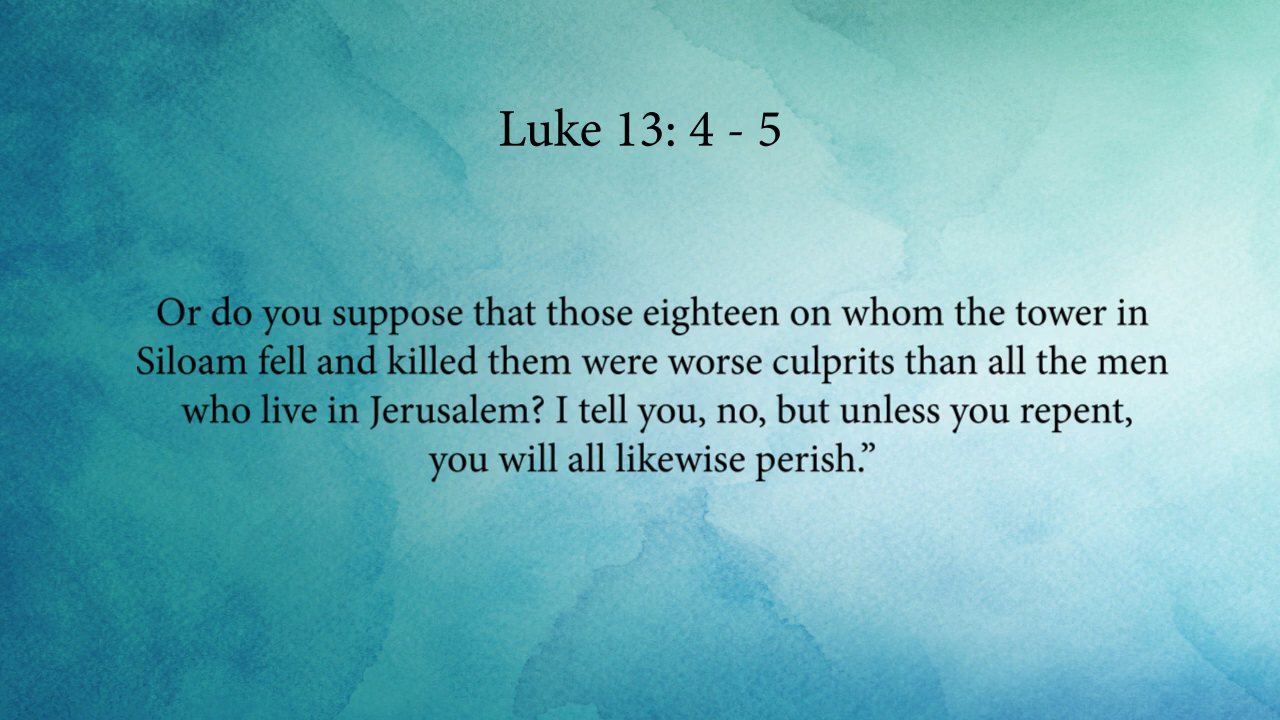 Luke 13: 4 - 5
Or do you suppose that those eighteen on whom the tower in
Siloam fell and killed them were worse culprits than all the men
who live in Jerusalem? I tell you, no, but unless you repent,
you will all likewise perish.”